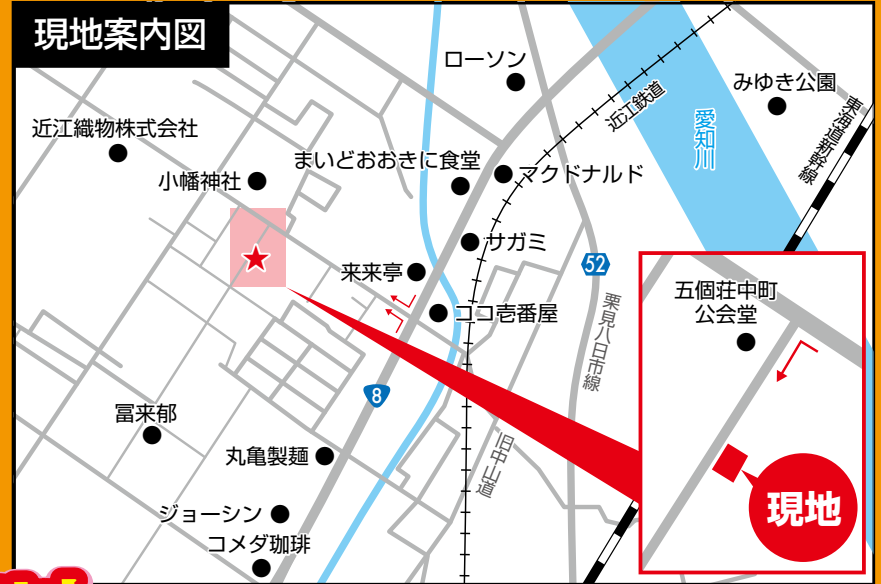 現地案内図
ローソン
みゆき公園
近江鉄道
愛知川
東海道新幹線
近江織物株式会社
小幡神社
まいどおおきに食堂
マクドナルド
サガミ
52
来来亭
ココ壱番屋
栗見八日市線
五個荘中町
公会堂
8
冨来郁
丸亀製麺
旧中山道
ジョーシン
コメダ珈琲
現地